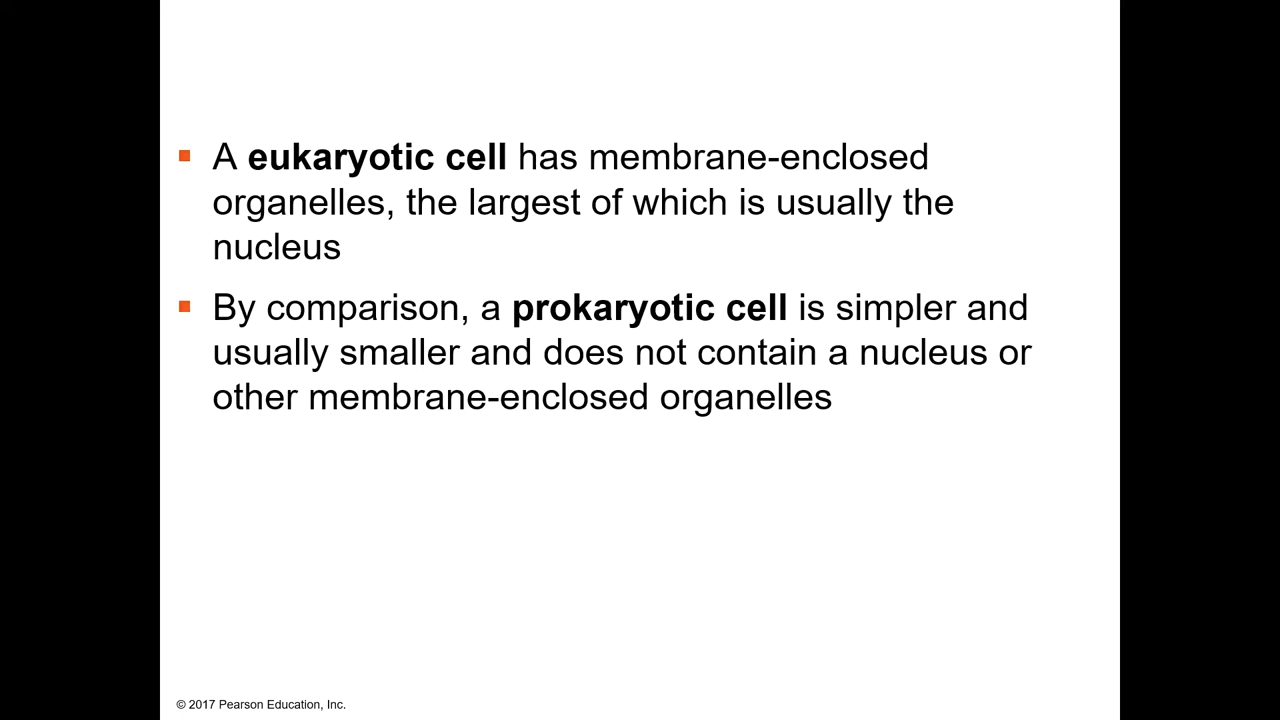 A eukaryotic cell has membrane-enclosed
organelles, the largest of which is usually the
nucleus
By comparison, a prokaryotic cell is simpler and
usually smaller and does not contain a nucleus or
other membrane-enclosed organelles
© 2017 Pearson Education, Inc.